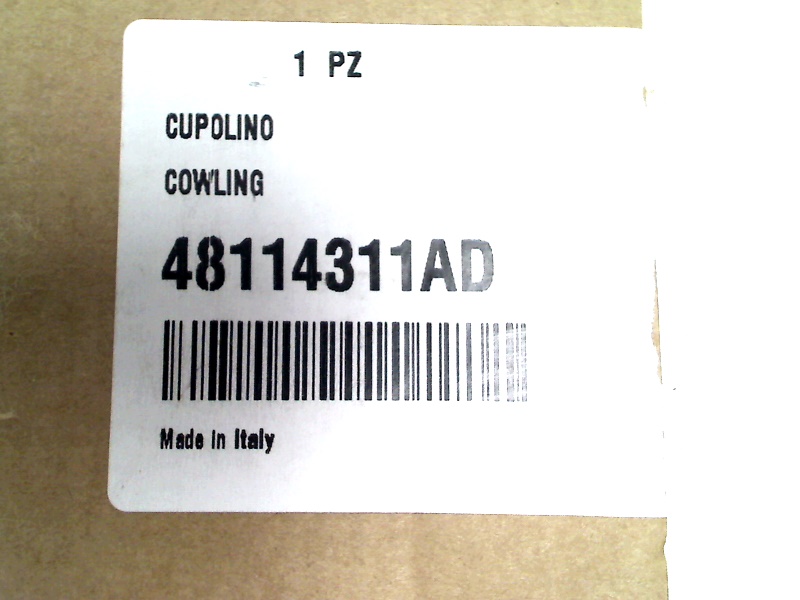 1 PZ
CUPOLINO
COWLING
48114311AD
Made in Italy